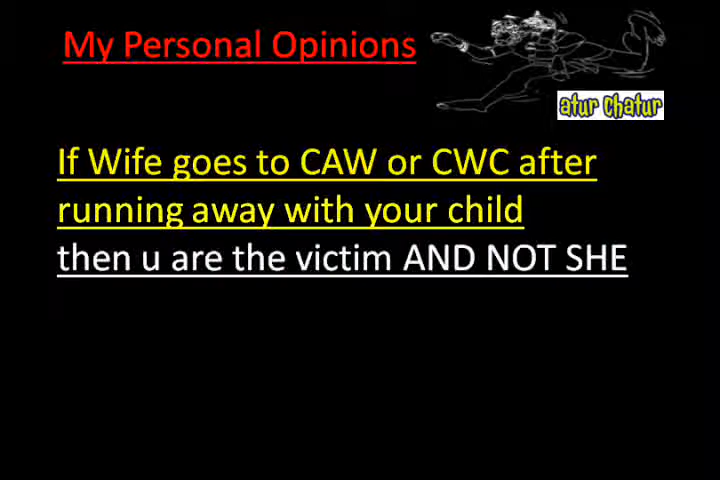 My Personal Opinions
atur chatur
If Wife goes to CAW or CWC after
running away with your child
then u are the victim AND NOT SHE